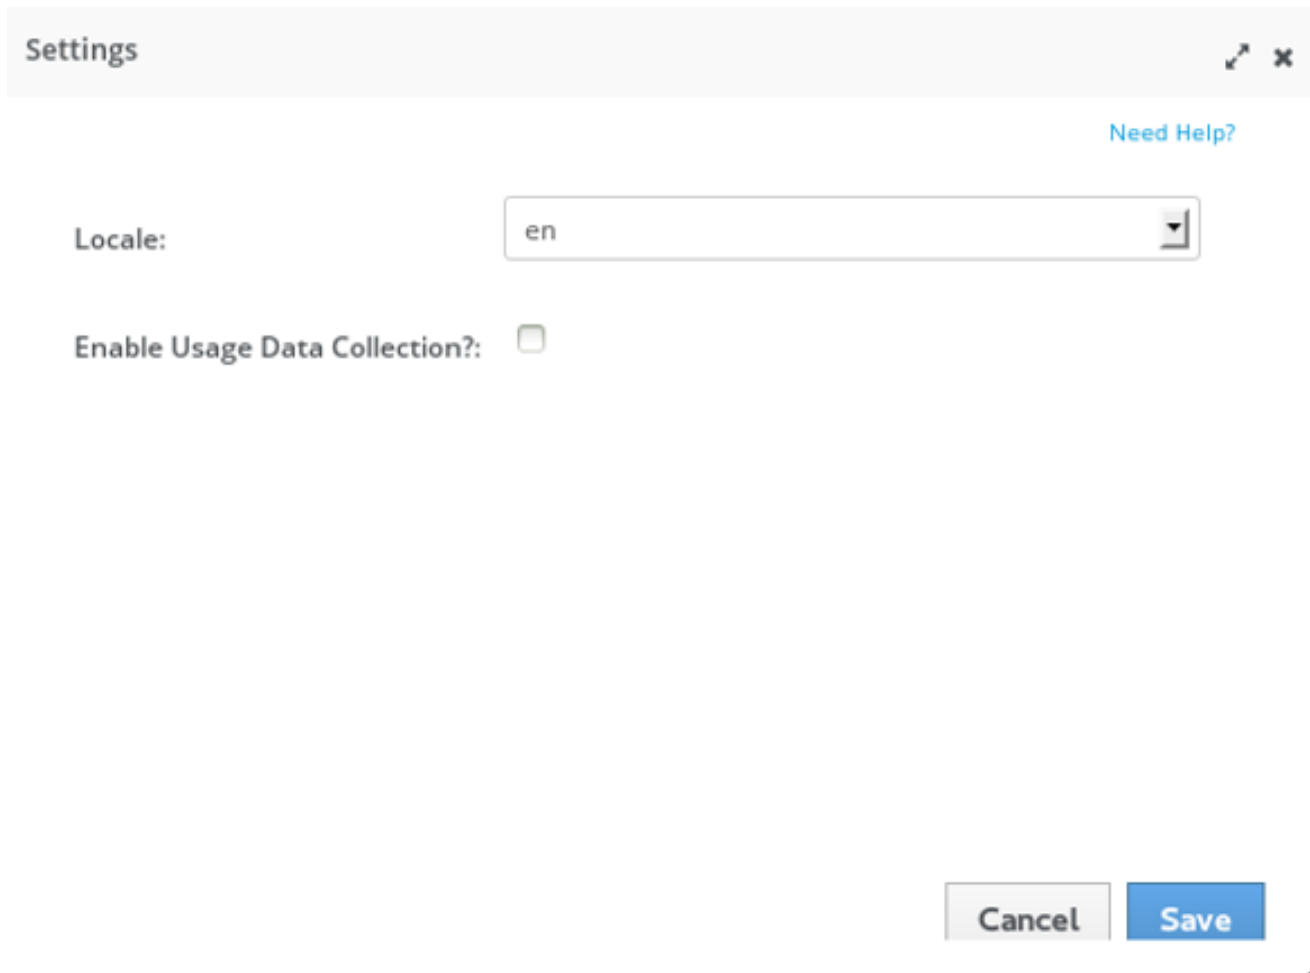 Settings
Need Help?
Locale:
en
Enable Usage Data Collection?:
Cancel
Save